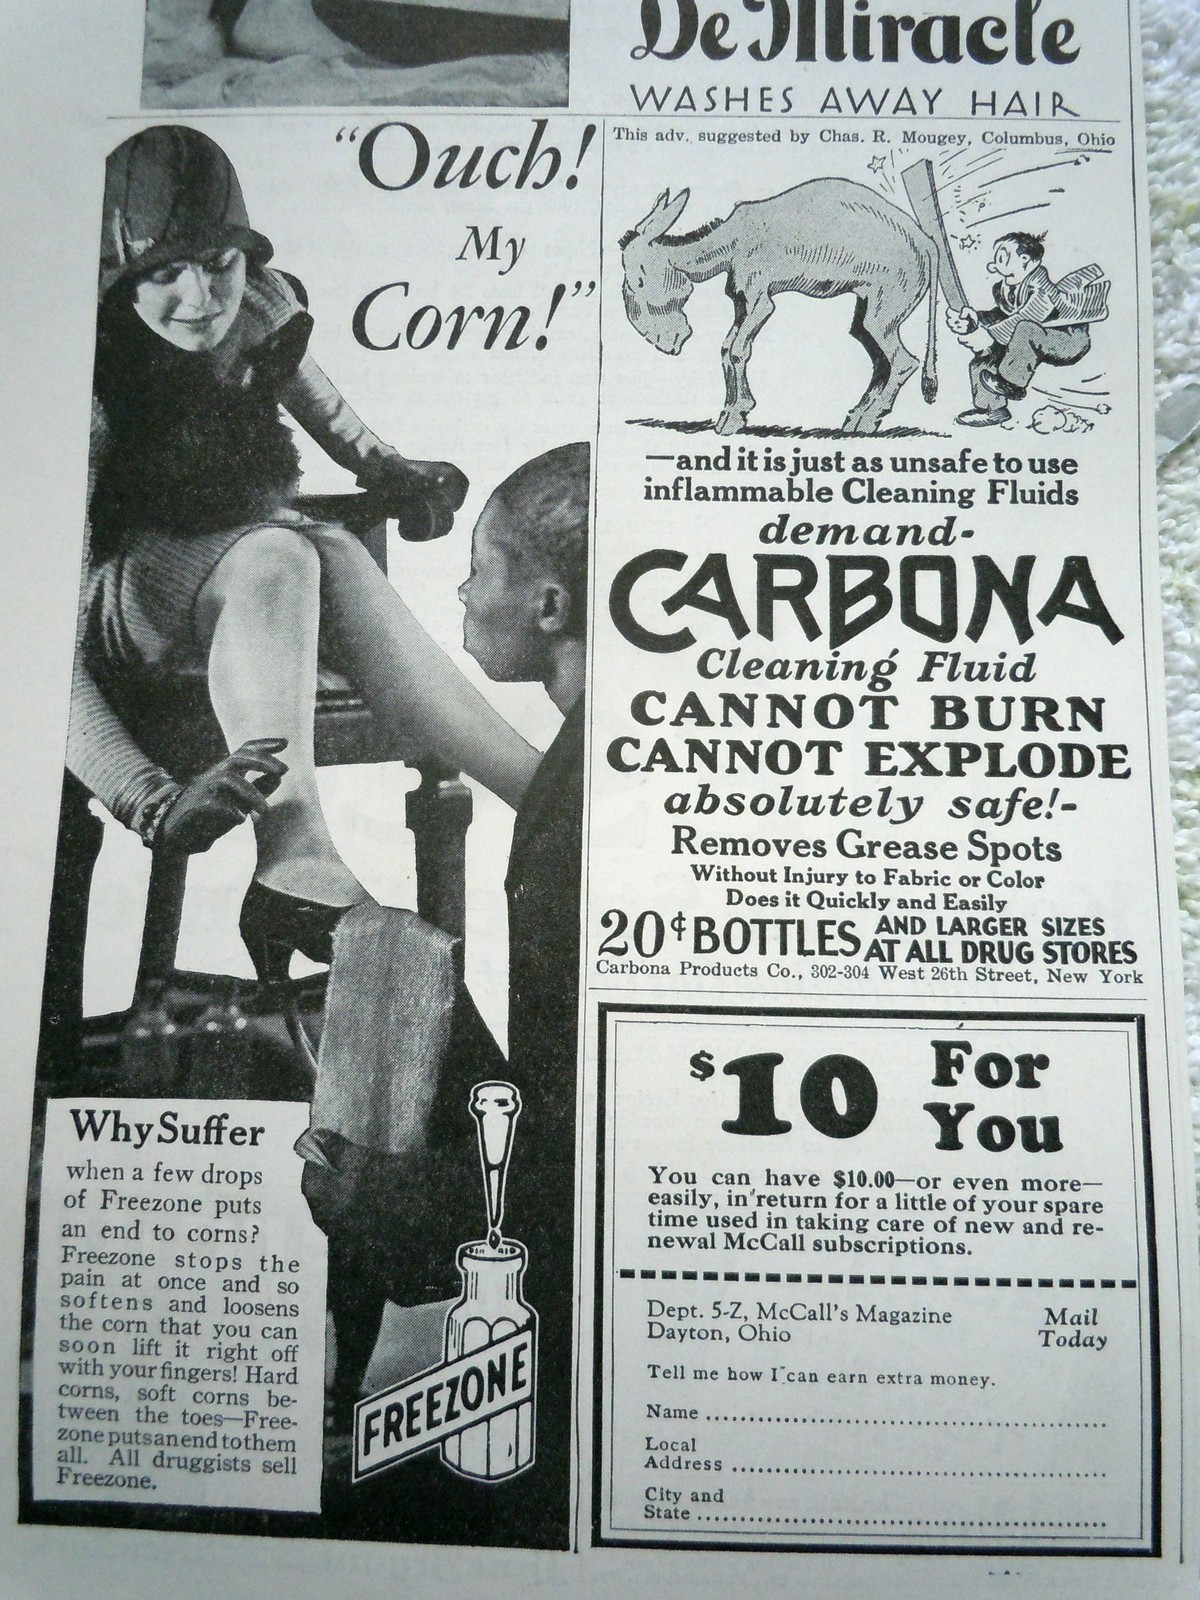 De Miracle
WASHES AWAY HAIR
"Ouch!
My
Corn!"
Why Suffer
when a few drops
of Freezone puts
an end to corns?
Freezone stops the
pain at once and so
softens and loosens
the corn that you can
soon lift it right off
with your fingers! Hard
corns, soft corns be-
tween the toes—Free-
zone puts an end to them
all. All druggists sell
Freezone.
FREEZONE
This adv. suggested by Chas. R. Mougey, Columbus, Ohio
—and it is just as unsafe to use
inflammable Cleaning Fluids
demand-
CARBONA
Cleaning Fluid
CANNOT BURN
CANNOT EXPLODE
absolutely safe!-
Removes Grease Spots
Without Injury to Fabric or Color
Does it Quickly and Easily
20¢ BOTTLES AND LARGER SIZES
AT ALL DRUG STORES
Carbona Products Co., 302-304 West 26th Street, New York
$10 For
You
You can have $10.00—or even more—
easily, in return for a little of your spare
time used in taking care of new and re-
newal McCall subscriptions.
Dept. 5-Z, McCall's Magazine
Dayton, Ohio
Mail
Today
Tell me how I can earn extra money.
Name
Local
Address
City and
State